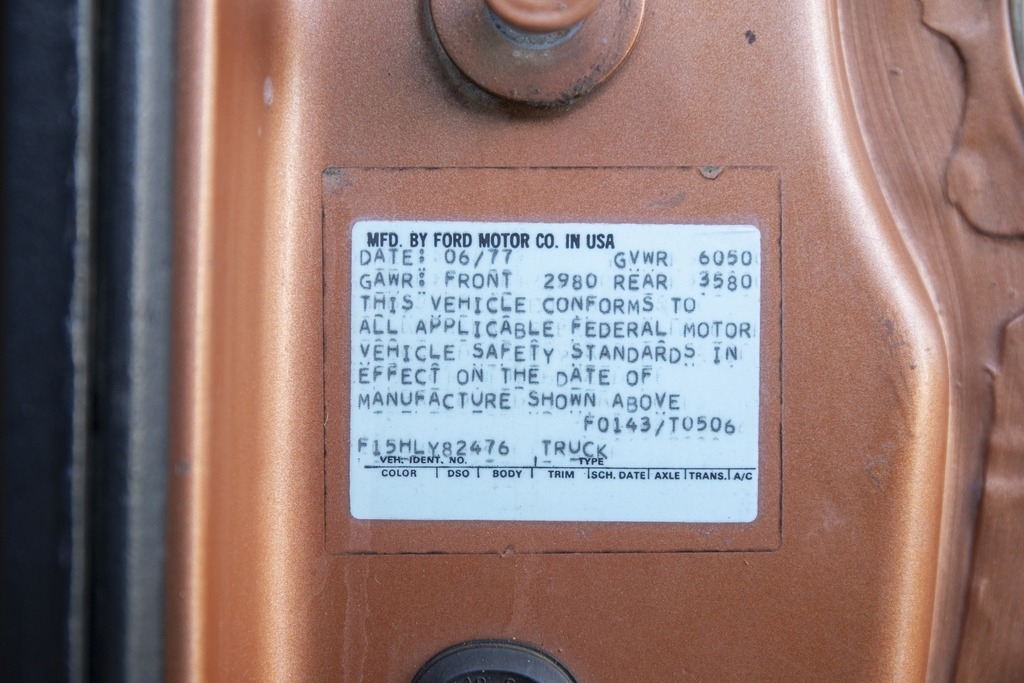 MFD. BY FORD MOTOR CO. IN USA
DATE: 06/77 GVWR 6050
GAWR: FRONT 2980 REAR 3580
THIS VEHICLE CONFORMS TO
ALL APPLICABLE FEDERAL MOTOR
VEHICLE SAFETY STANDARDS IN
EFFECT ON THE DATE OF
MANUFACTURE SHOWN ABOVE
F0143/T0506
F15HLY82476 TRUCK
VEH. IDENT. NO. TYPE
COLOR DSO BODY TRIM SCH. DATE AXLE TRANS. A/C